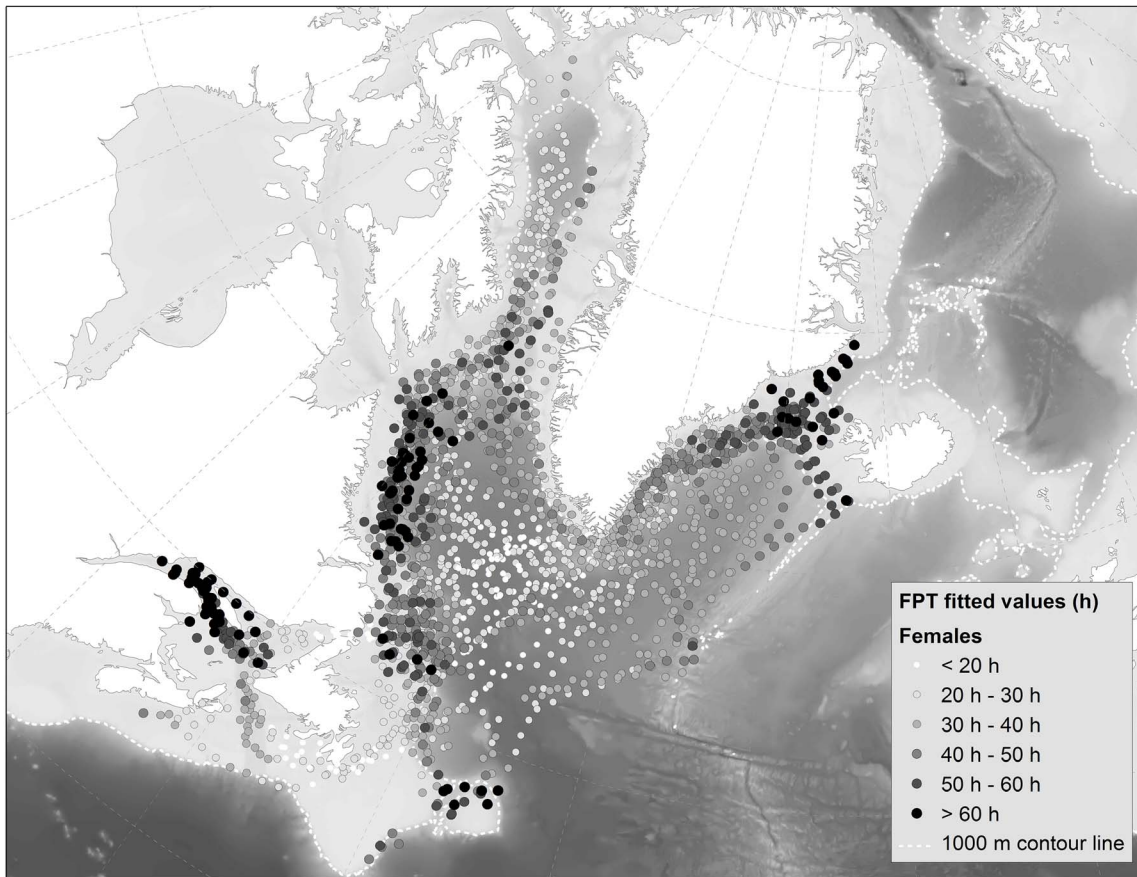 FPT fitted values (h)
Females
< 20 h
20 h - 30 h
30 h - 40 h
40 h - 50 h
50 h - 60 h
> 60 h
1000 m contour line